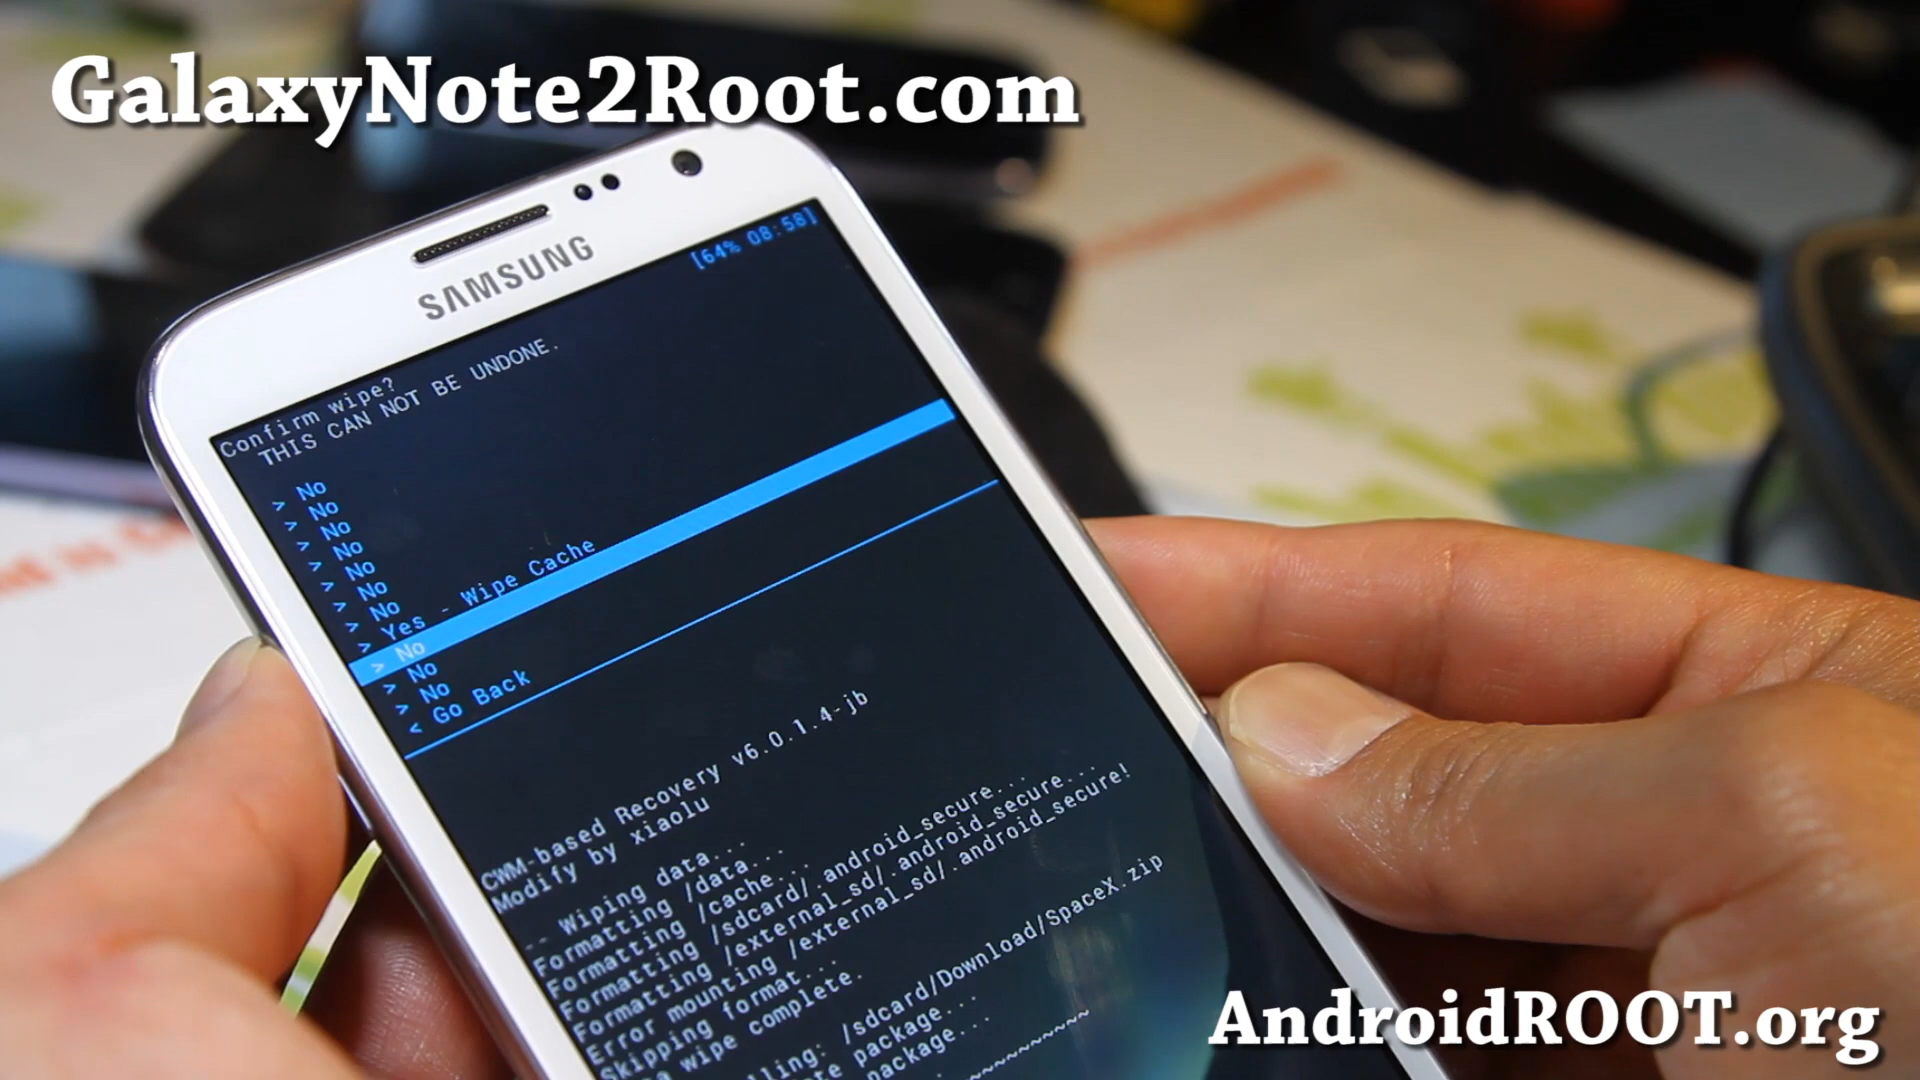 GalaxyNote2Root.com
SAMSUNG
[64% 08:58]
Confirm wipe?
THIS CAN NOT BE UNDONE.
> No
> No
> No
> No
> No
> No
> No
> Yes - Wipe Cache
> No
> No
> No
< Go Back
CWM-based Recovery v6.0.1.4-jb
Modify by xiaolu
-- Wiping data...
Formatting /data...
Formatting /cache...
Formatting /sdcard/.android_secure...
Formatting /external_sd/.android_secure...
Error mounting /external_sd/.android_secure!
Skipping format...
wipe complete.
/sdcard/Download/SpaceX.zip
package...
package...
~~~~~~~~~~
AndroidROOT.org